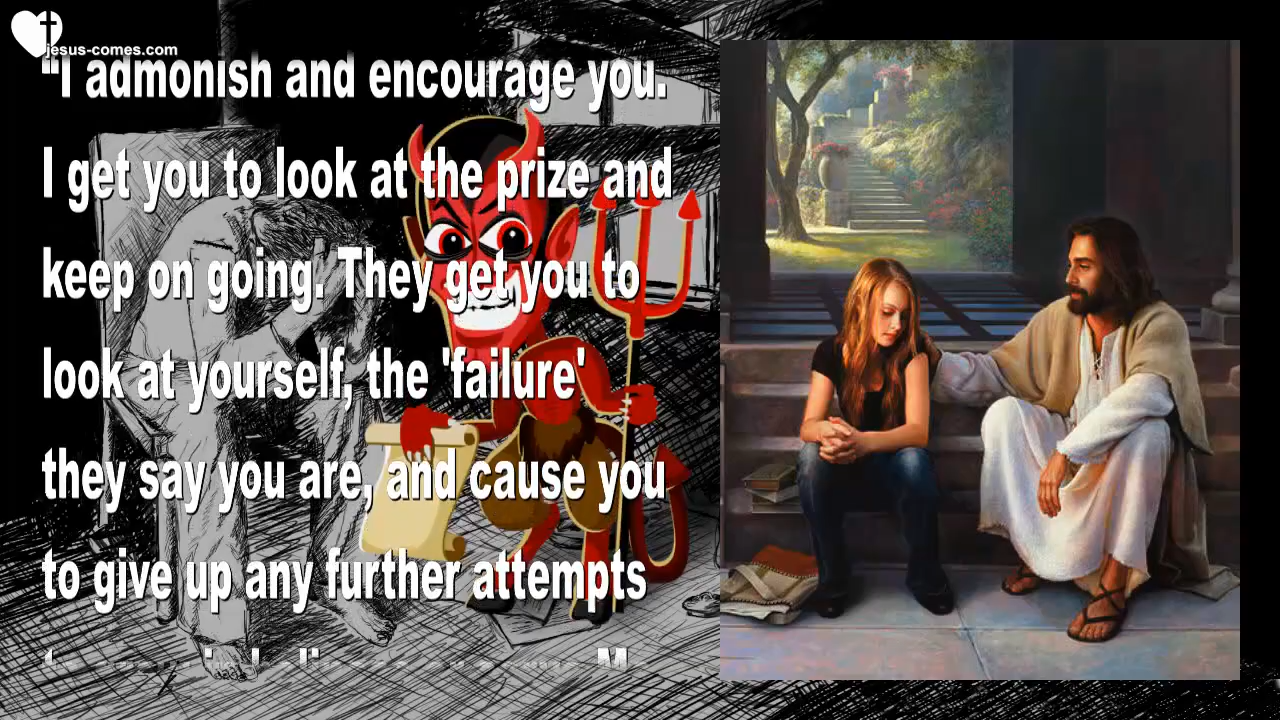 jesus-comes.com
"I admonish and encourage you.
I get you to look at the prize and
keep on going. They get you to
look at yourself, the 'failure'
they say you are, and cause you
to give up any further attempts